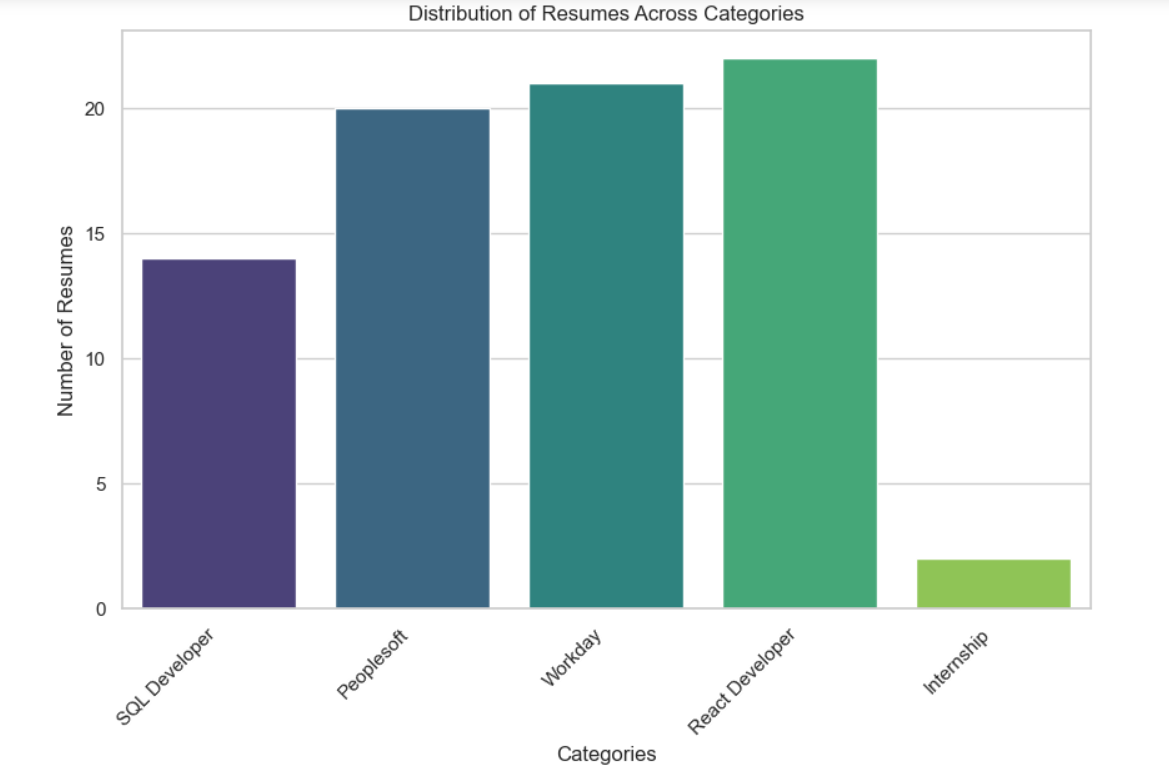 Distribution of Resumes Across Categories
Number of Resumes
20
15
10
5
0
SQL Developer
Peoplesoft
Workday
React Developer
Internship
Categories